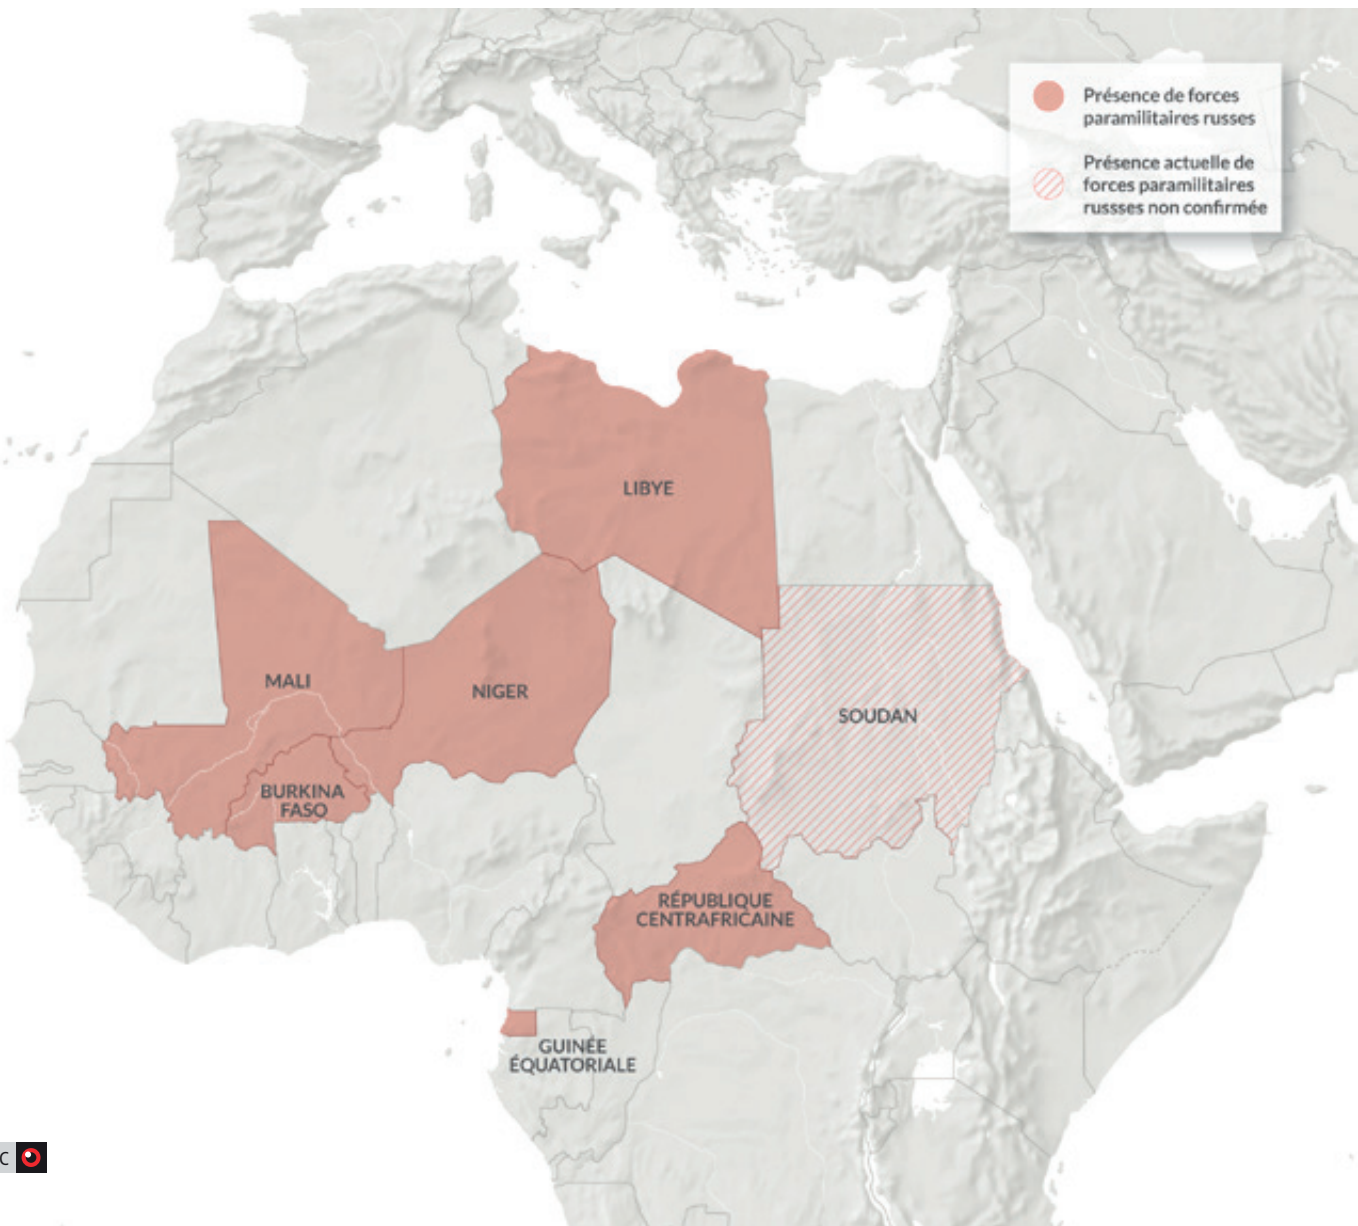 Présence de forces
paramilitaires russes
Présence actuelle de
forces paramilitaires
russses non confirmée
LIBYE
MALI
NIGER
SOUDAN
BURKINA
FASO
RÉPUBLIQUE
CENTRAFRICAINE
GUINÉE
ÉQUATORIALE
C